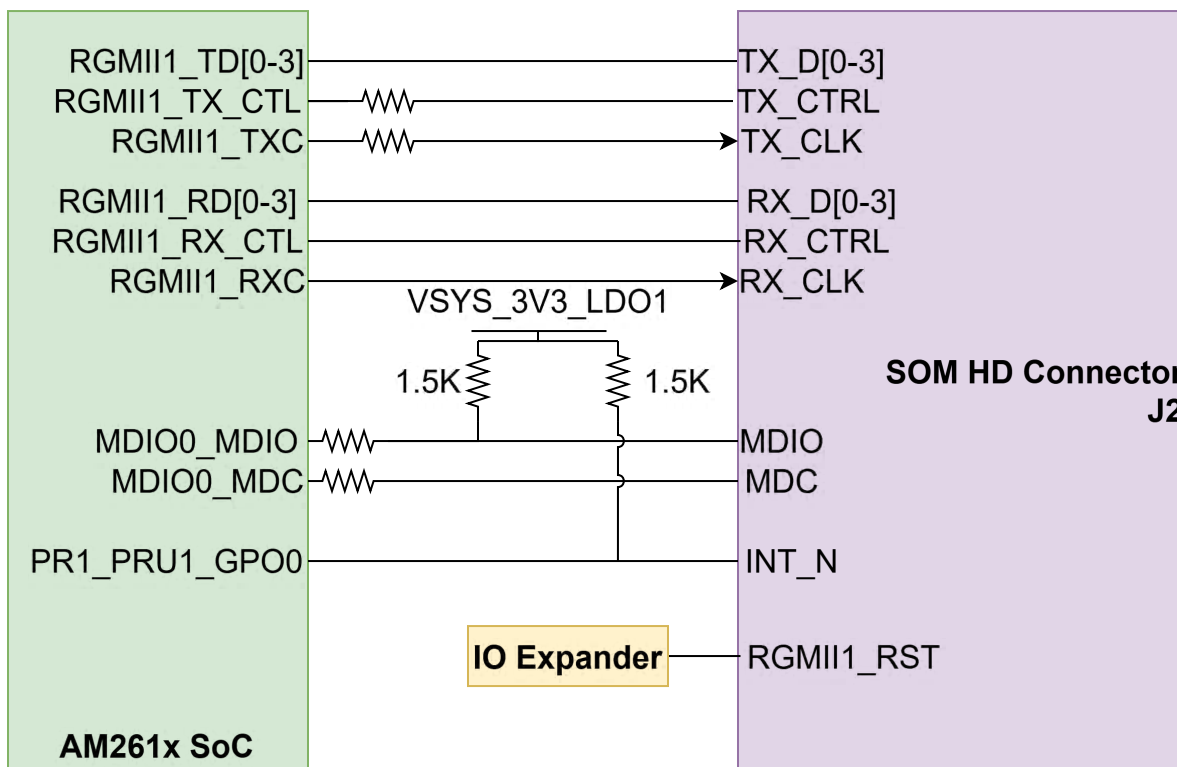 RGMII1_TD[0-3]
TX_D[0-3]
RGMII1_TX_CTL
TX_CTRL
RGMII1_TXC
TX_CLK
RGMII1_RD[0-3]
RX_D[0-3]
RGMII1_RX_CTL
RX_CTRL
RGMII1_RXC
RX_CLK
VSYS_3V3_LDO1
1.5K
1.5K
SOM HD Connector
J2
MDIO0_MDIO
MDIO
MDIO0_MDC
MDC
PR1_PRU1_GPO0
INT_N
IO Expander
RGMII1_RST
AM261x SoC